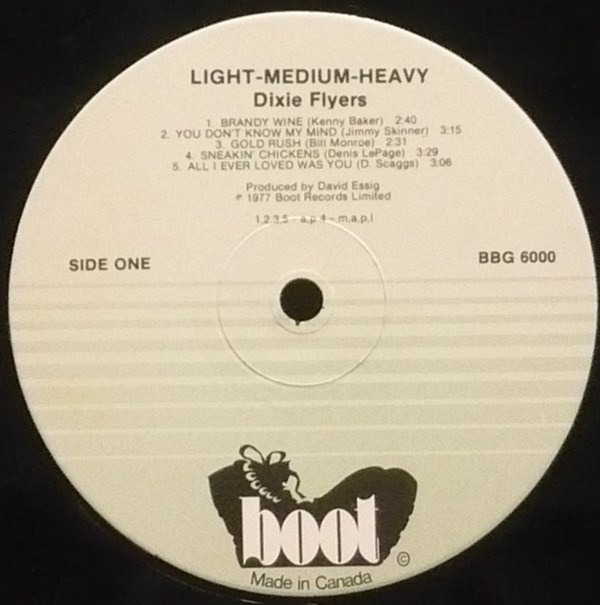 LIGHT-MEDIUM-HEAVY
Dixie Flyers
1. BRANDY WINE (Kenny Baker) 2:40
2. YOU DON'T KNOW MY MIND (Jimmy Skinner) 3:15
3. GOLD RUSH (Bill Monroe) 2:31
4. SNEAKIN' CHICKENS (Denis LePage) 3:29
5. ALL I EVER LOVED WAS YOU (D. Scaggs) 3:06
Produced by David Essig
℗ 1977 Boot Records Limited
1,2,3,5 - a,p 4 - m,a,p,l
SIDE ONE
BBG 6000
boot ©
Made in Canada